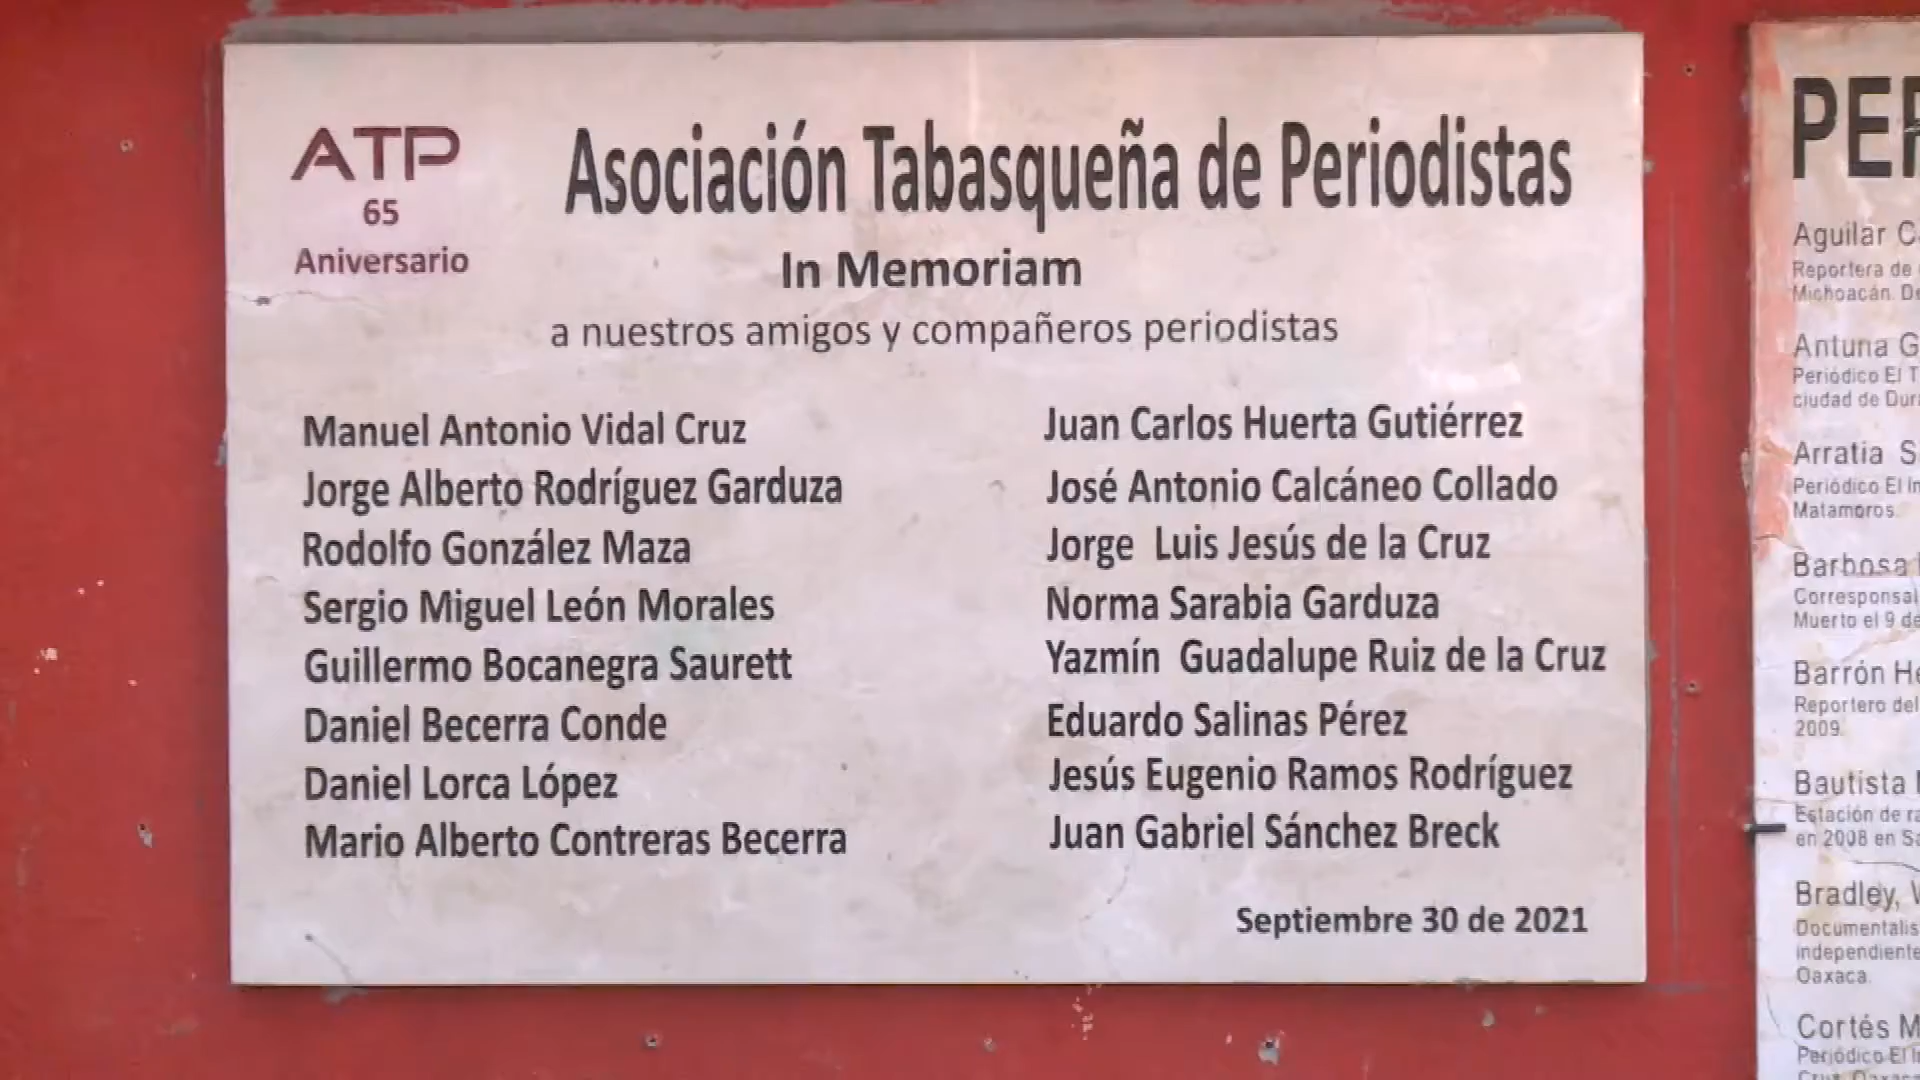 ATP
65
Aniversario
Asociación Tabasqueña de Periodistas
In Memoriam
a nuestros amigos y compañeros periodistas
Manuel Antonio Vidal Cruz
Jorge Alberto Rodríguez Garduza
Rodolfo González Maza
Sergio Miguel León Morales
Guillermo Bocanegra Saurett
Daniel Becerra Conde
Daniel Lorca López
Mario Alberto Contreras Becerra
Juan Carlos Huerta Gutiérrez
José Antonio Calcáneo Collado
Jorge Luis Jesús de la Cruz
Norma Sarabia Garduza
Yazmín Guadalupe Ruiz de la Cruz
Eduardo Salinas Pérez
Jesús Eugenio Ramos Rodríguez
Juan Gabriel Sánchez Breck
Septiembre 30 de 2021
Aguilar
Reportera de
Michoacán.
Antuna
Periódico El
ciudad de
Arratia
Periódico El
Matamoros.
Barbosa
Corresponsal
Muerto el 9 de
Barrón
Reportero del
2009.
Bautista
Estación de
en 2008 en
Bradley,
Documentalis
independiente
Oaxaca.
Cortés
Periódico El